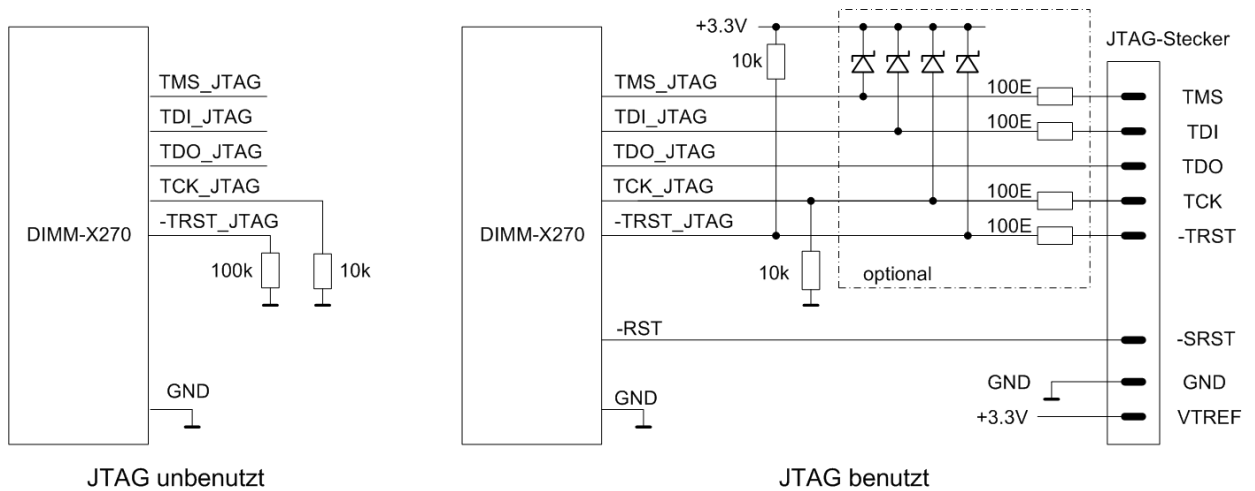 TMS_JTAG
TDI_JTAG
TDO_JTAG
TCK_JTAG
-TRST_JTAG
DIMM-X270
100k
10k
GND
JTAG unbenutzt
+3.3V
10k
JTAG-Stecker
TMS_JTAG
100E
TMS
TDI_JTAG
100E
TDI
TDO_JTAG
TDO
TCK_JTAG
100E
TCK
DIMM-X270
-TRST_JTAG
100E
-TRST
10k
optional
-RST
-SRST
GND
GND
GND
+3.3V
VTREF
JTAG benutzt